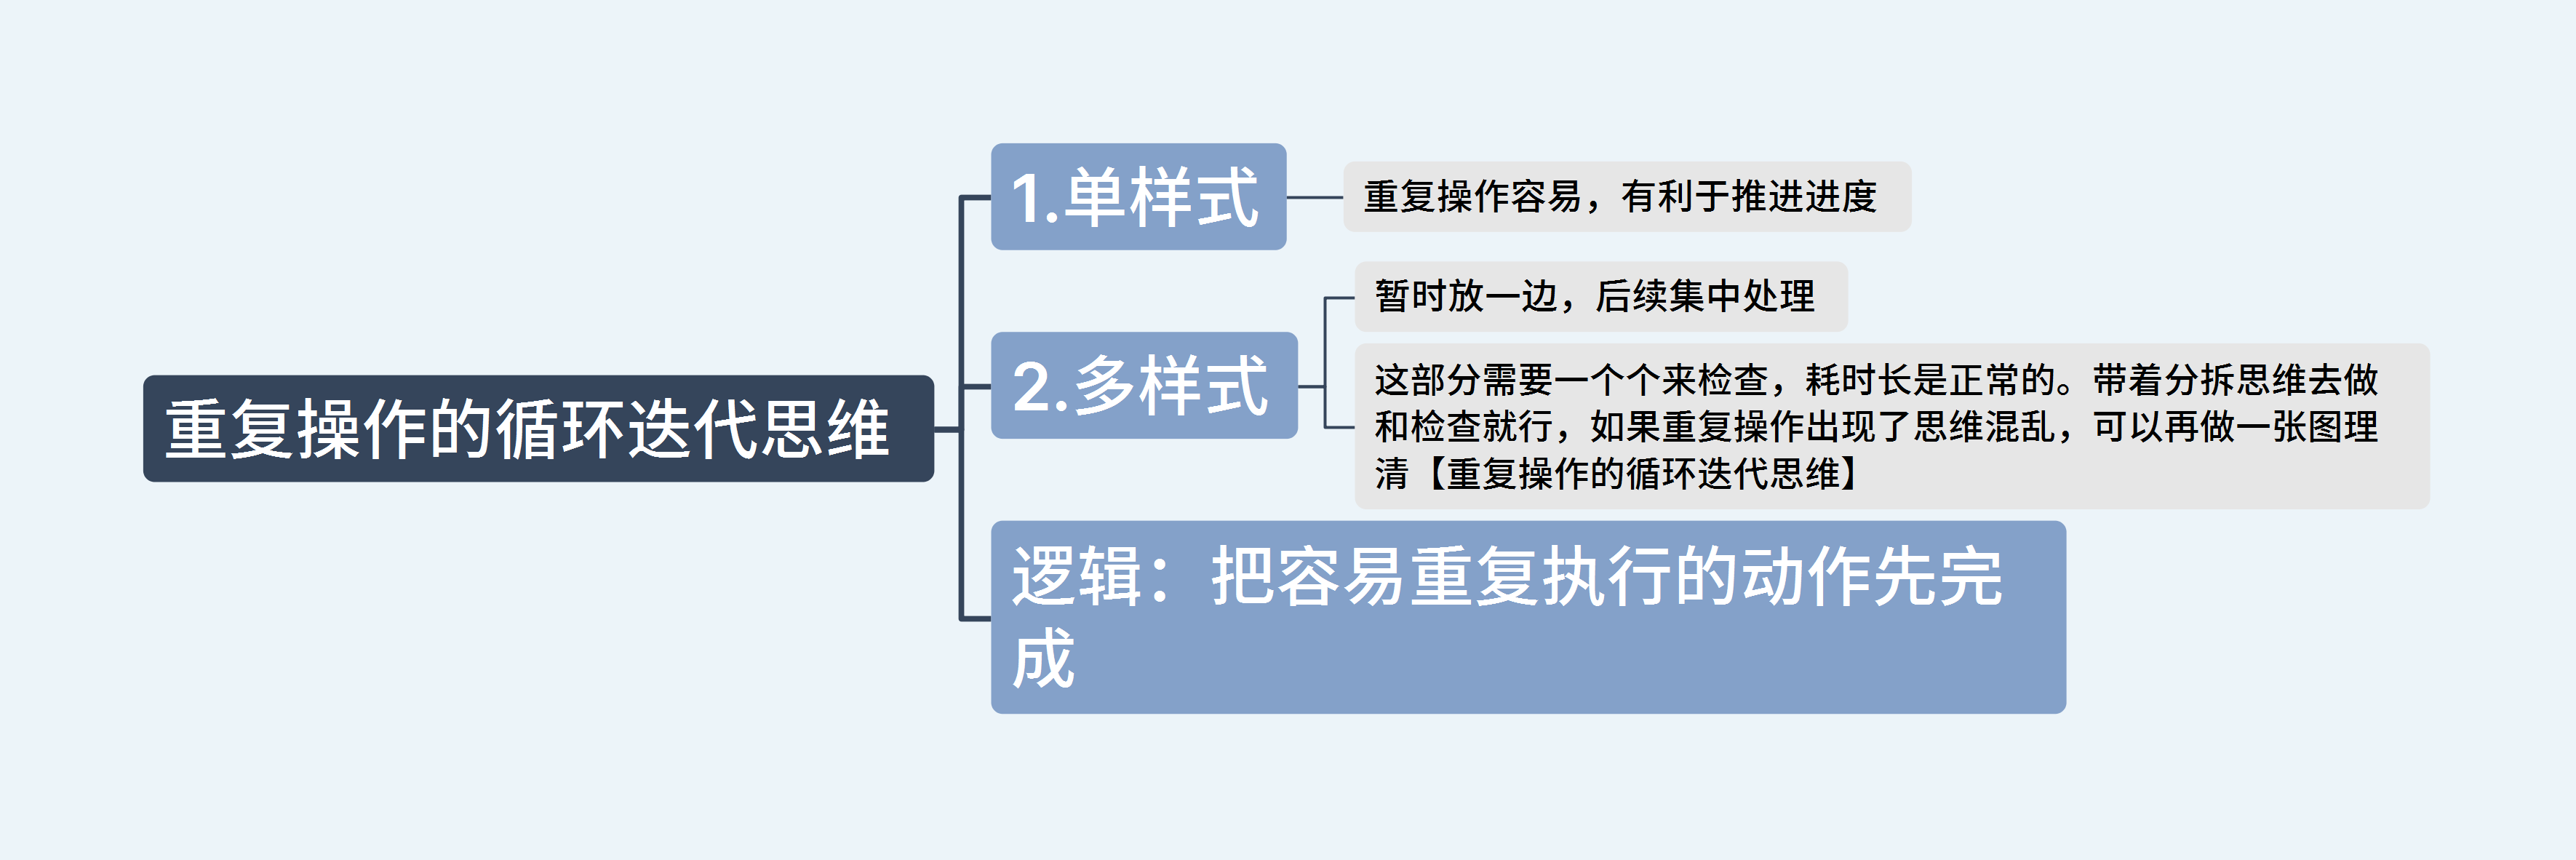 重复操作的循环迭代思维
1.单样式
重复操作容易，有利于推进进度
2.多样式
暂时放一边，后续集中处理
这部分需要一个个来检查，耗时长是正常的。带着分拆思维去做
和检查就行，如果重复操作出现了思维混乱，可以再做一张图理
清【重复操作的循环迭代思维】
逻辑：把容易重复执行的动作先完
成